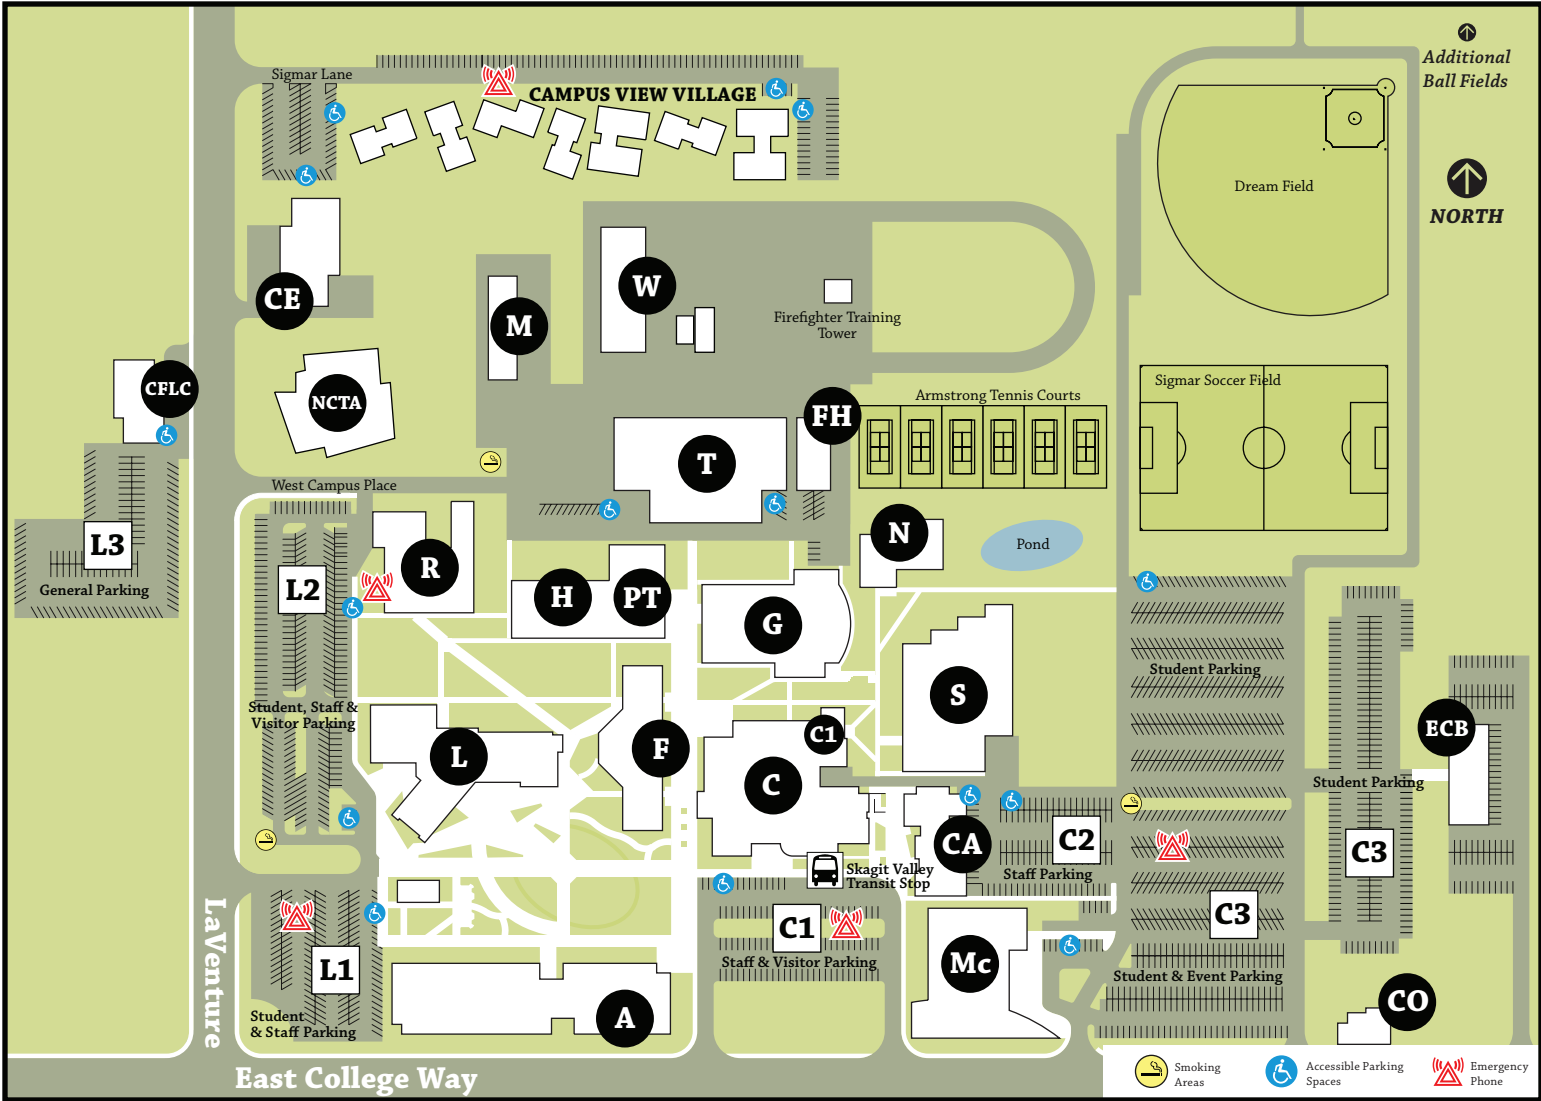 Additional
Ball Fields
Sigmar Lane
CAMPUS VIEW VILLAGE
Dream Field
NORTH
CE
M
W
Firefighter Training
Tower
CFLC
NCTA
FH
Armstrong Tennis Courts
Sigmar Soccer Field
T
West Campus Place
L3
General Parking
L2
R
H
PT
G
N
Pond
Student Parking
S
Student, Staff &
Visitor Parking
L
F
C1
C
ECB
Student Parking
CA
C2
Staff Parking
C3
Skagit Valley
Transit Stop
C3
C1
Staff & Visitor Parking
Mc
Student & Event Parking
LaVenture
L1
Student
& Staff Parking
A
CO
East College Way
Smoking
Areas
Accessible Parking
Spaces
Emergency
Phone